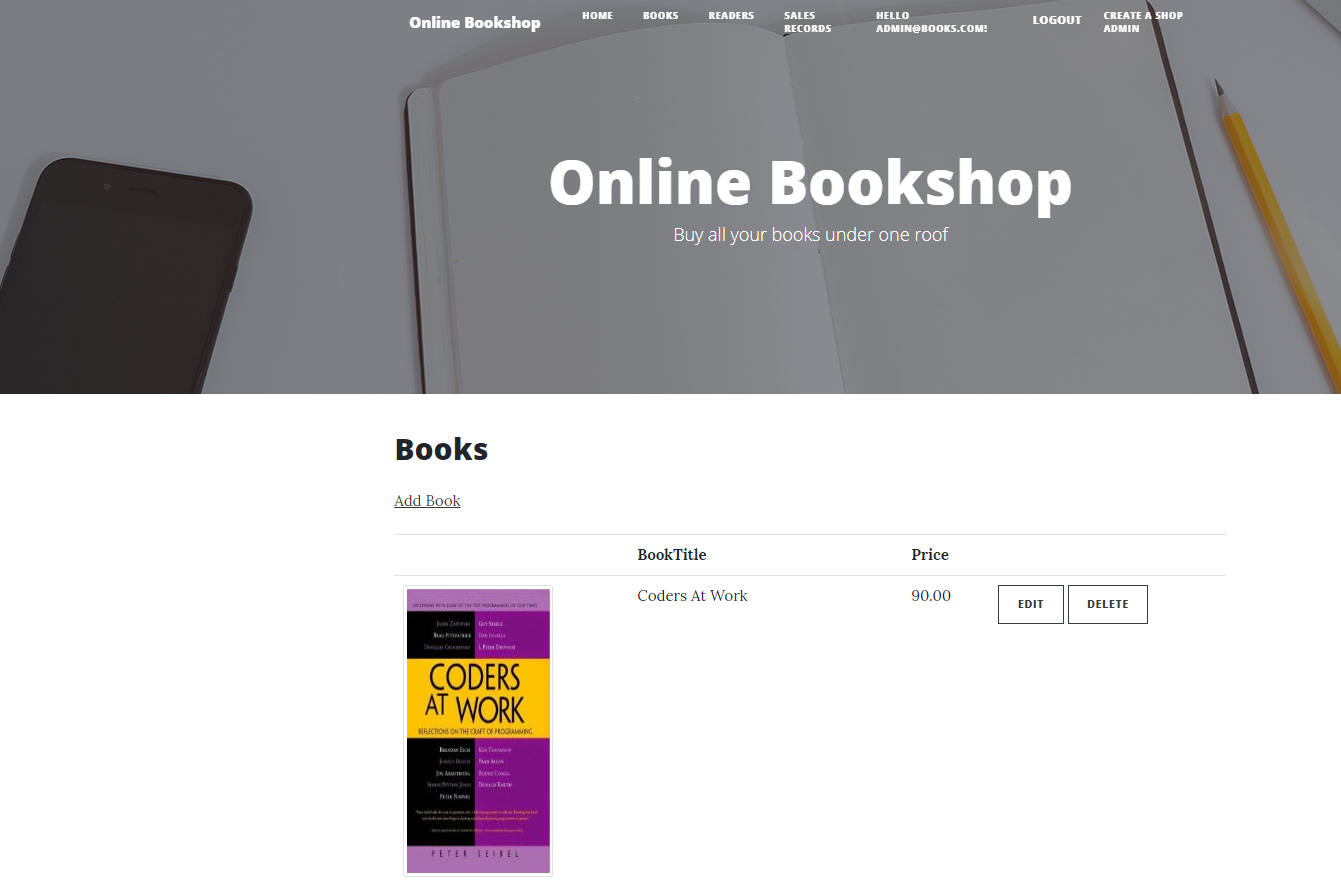 Online Bookshop
HOME
BOOKS
READERS
SALES
RECORDS
HELLO
ADMIN@BOOKS.COM!
LOGOUT
CREATE A SHOP
ADMIN
Online Bookshop
Buy all your books under one roof
Books
Add Book
BookTitle
Price
Coders At Work
90.00
EDIT
DELETE
JAMIE ZAWINSKI
GUY STEELE
BRAD FITZPATRICK
DAN INGALLS
DOUGLAS CROCKFORD
L PETER DEUTSCH
CODERS
AT WORK
REFLECTIONS ON THE CRAFT OF PROGRAMMING
BRENDAN EICH
KEN THOMPSON
JOSHUA BLOCH
FRAN ALLEN
JOE ARMSTRONG
BERNIE COSELL
SIMON PEYTON JONES
DONALD KNUTH
PETER NORVIG
PETER SEIBEL